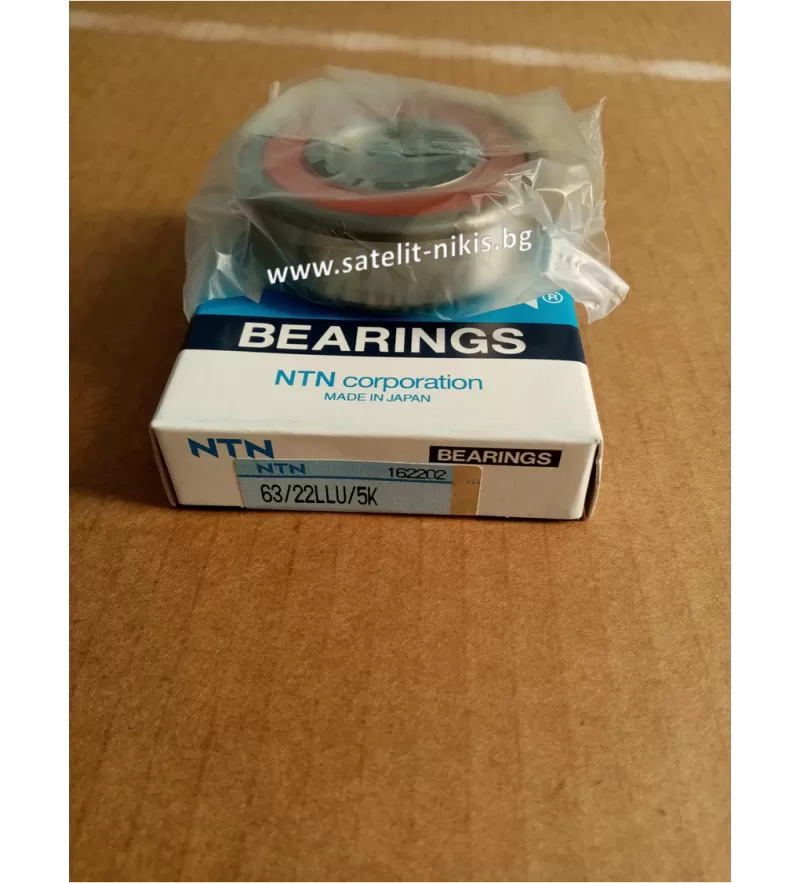 www.satelit-nikis.bg
®
BEARINGS
NTN corporation
MADE IN JAPAN
NTN
BEARINGS
NTN 162202
63/22LLU/5K